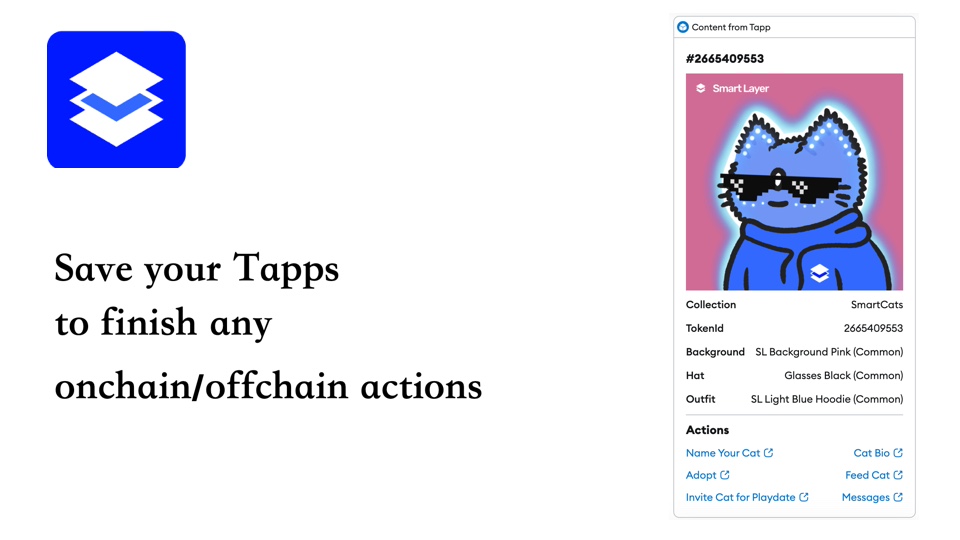 Save your Tapps
to finish any
onchain/offchain actions
Content from Tapp
#2665409553
Smart Layer
Collection SmartCats
TokenId 2665409553
Background SL Background Pink (Common)
Hat Glasses Black (Common)
Outfit SL Light Blue Hoodie (Common)
Actions
Name Your Cat Cat Bio
Adopt Feed Cat
Invite Cat for Playdate Messages